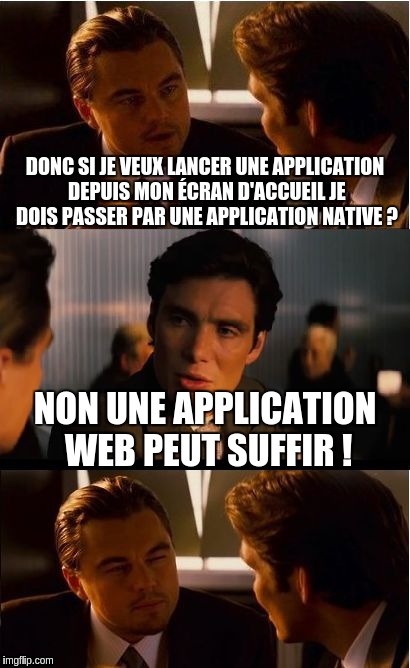 DONC SI JE VEUX LANCER UNE APPLICATION
DEPUIS MON ÉCRAN D'ACCUEIL JE
DOIS PASSER PAR UNE APPLICATION NATIVE ?
NON UNE APPLICATION
WEB PEUT SUFFIR !
imgflip.com